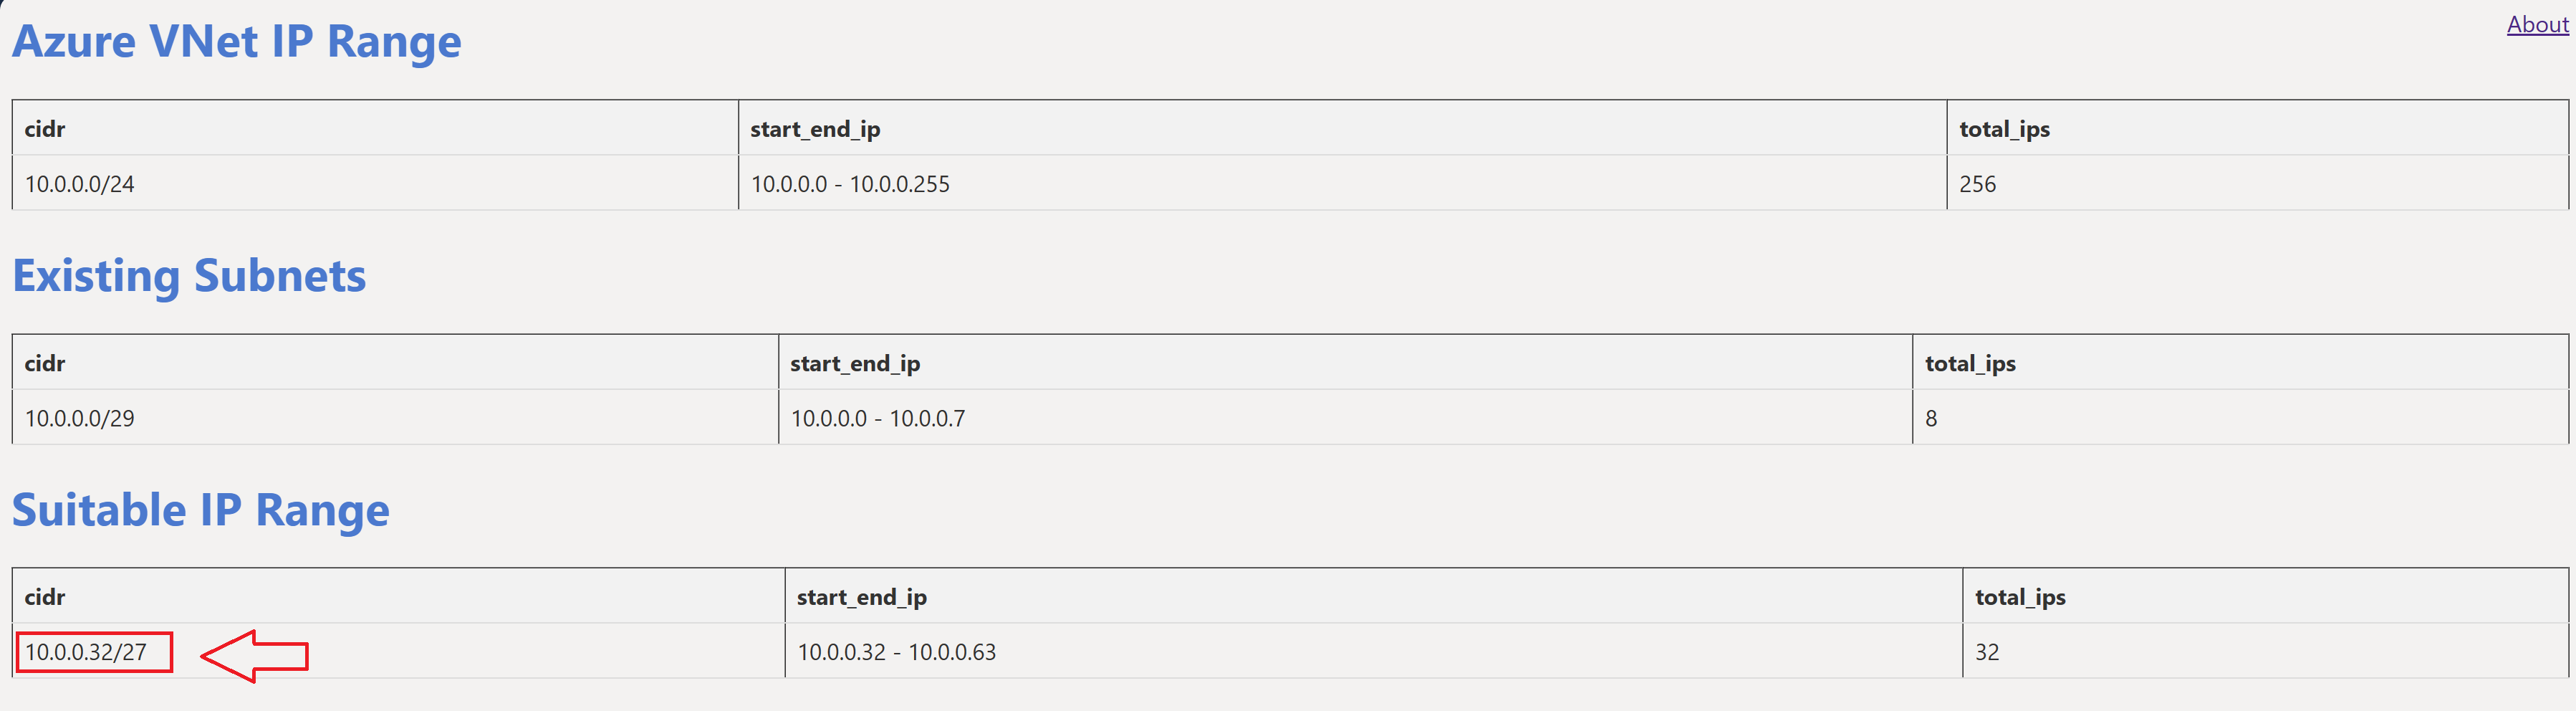 Azure VNet IP Range
About
cidr start_end_ip total_ips
10.0.0.0/24 10.0.0.0 - 10.0.0.255 256
Existing Subnets
cidr start_end_ip total_ips
10.0.0.0/29 10.0.0.0 - 10.0.0.7 8
Suitable IP Range
cidr start_end_ip total_ips
10.0.0.32/27 10.0.0.32 - 10.0.0.63 32